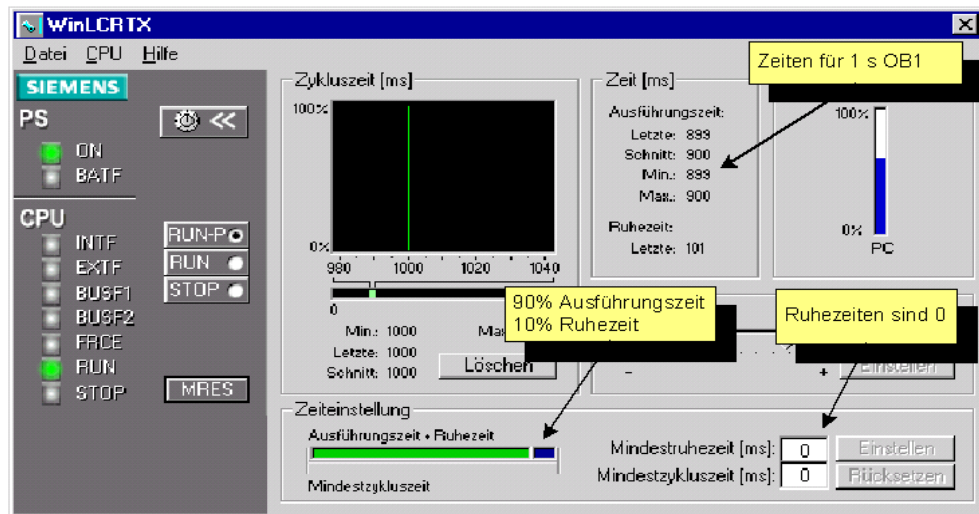 WinLCRTX
Datei CPU Hilfe
SIEMENS
PS
ON
BATF
CPU
INTF
EXTF
BUSF1
BUSF2
FRCE
RUN
STOP
RUN-P
RUN
STOP
MRES
Zykluszeit [ms]
100%
0%
980 1000 1020 1040
0
Min.: 1000
Letzte: 1000
Schnitt: 1000
Löschen
Zeit [ms]
Ausführungszeit:
Letzte: 899
Schnitt: 900
Min.: 899
Max.: 900
Ruhezeit:
Letzte: 101
Zeiten für 1 s OB1
100%
0%
PC
90% Ausführungszeit
10% Ruhezeit
Ruhezeiten sind 0
- +
Einstellen
Zeiteinstellung
Ausführungszeit + Ruhezeit
Mindestzykluszeit
Mindestruhezeit [ms]: 0 Einstellen
Mindestzykluszeit [ms]: 0 Rücksetzen